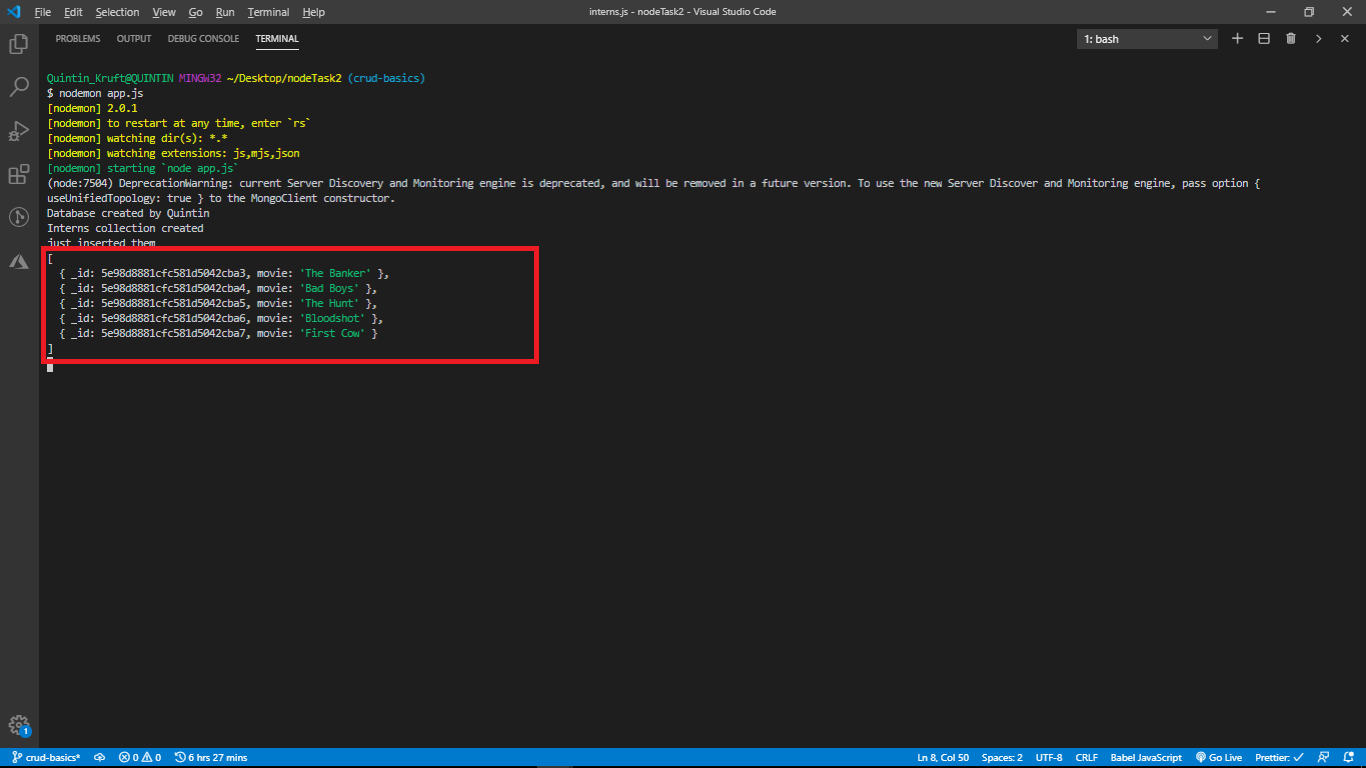 File Edit Selection View Go Run Terminal Help
interns.js - nodeTask2 - Visual Studio Code
PROBLEMS OUTPUT DEBUG CONSOLE TERMINAL
1: bash
Quintin_Kruft@QUINTIN MINGW32 ~/Desktop/nodeTask2 (crud-basics)
$ nodemon app.js
[nodemon] 2.0.1
[nodemon] to restart at any time, enter `rs`
[nodemon] watching dir(s): *.*
[nodemon] watching extensions: js,mjs,json
[nodemon] starting `node app.js`
(node:7504) DeprecationWarning: current Server Discovery and Monitoring engine is deprecated, and will be removed in a future version. To use the new Server Discover and Monitoring engine, pass option {
useUnifiedTopology: true } to the MongoClient constructor.
Database created by Quintin
Interns collection created
just inserted them
[
{ _id: 5e98d8881cfc581d5042cba3, movie: 'The Banker' },
{ _id: 5e98d8881cfc581d5042cba4, movie: 'Bad Boys' },
{ _id: 5e98d8881cfc581d5042cba5, movie: 'The Hunt' },
{ _id: 5e98d8881cfc581d5042cba6, movie: 'Bloodshot' },
{ _id: 5e98d8881cfc581d5042cba7, movie: 'First Cow' }
]
1
crud-basics* 0 0 6 hrs 27 mins
Ln 8, Col 50 Spaces: 2 UTF-8 CRLF Babel JavaScript Go Live Prettier: ✓